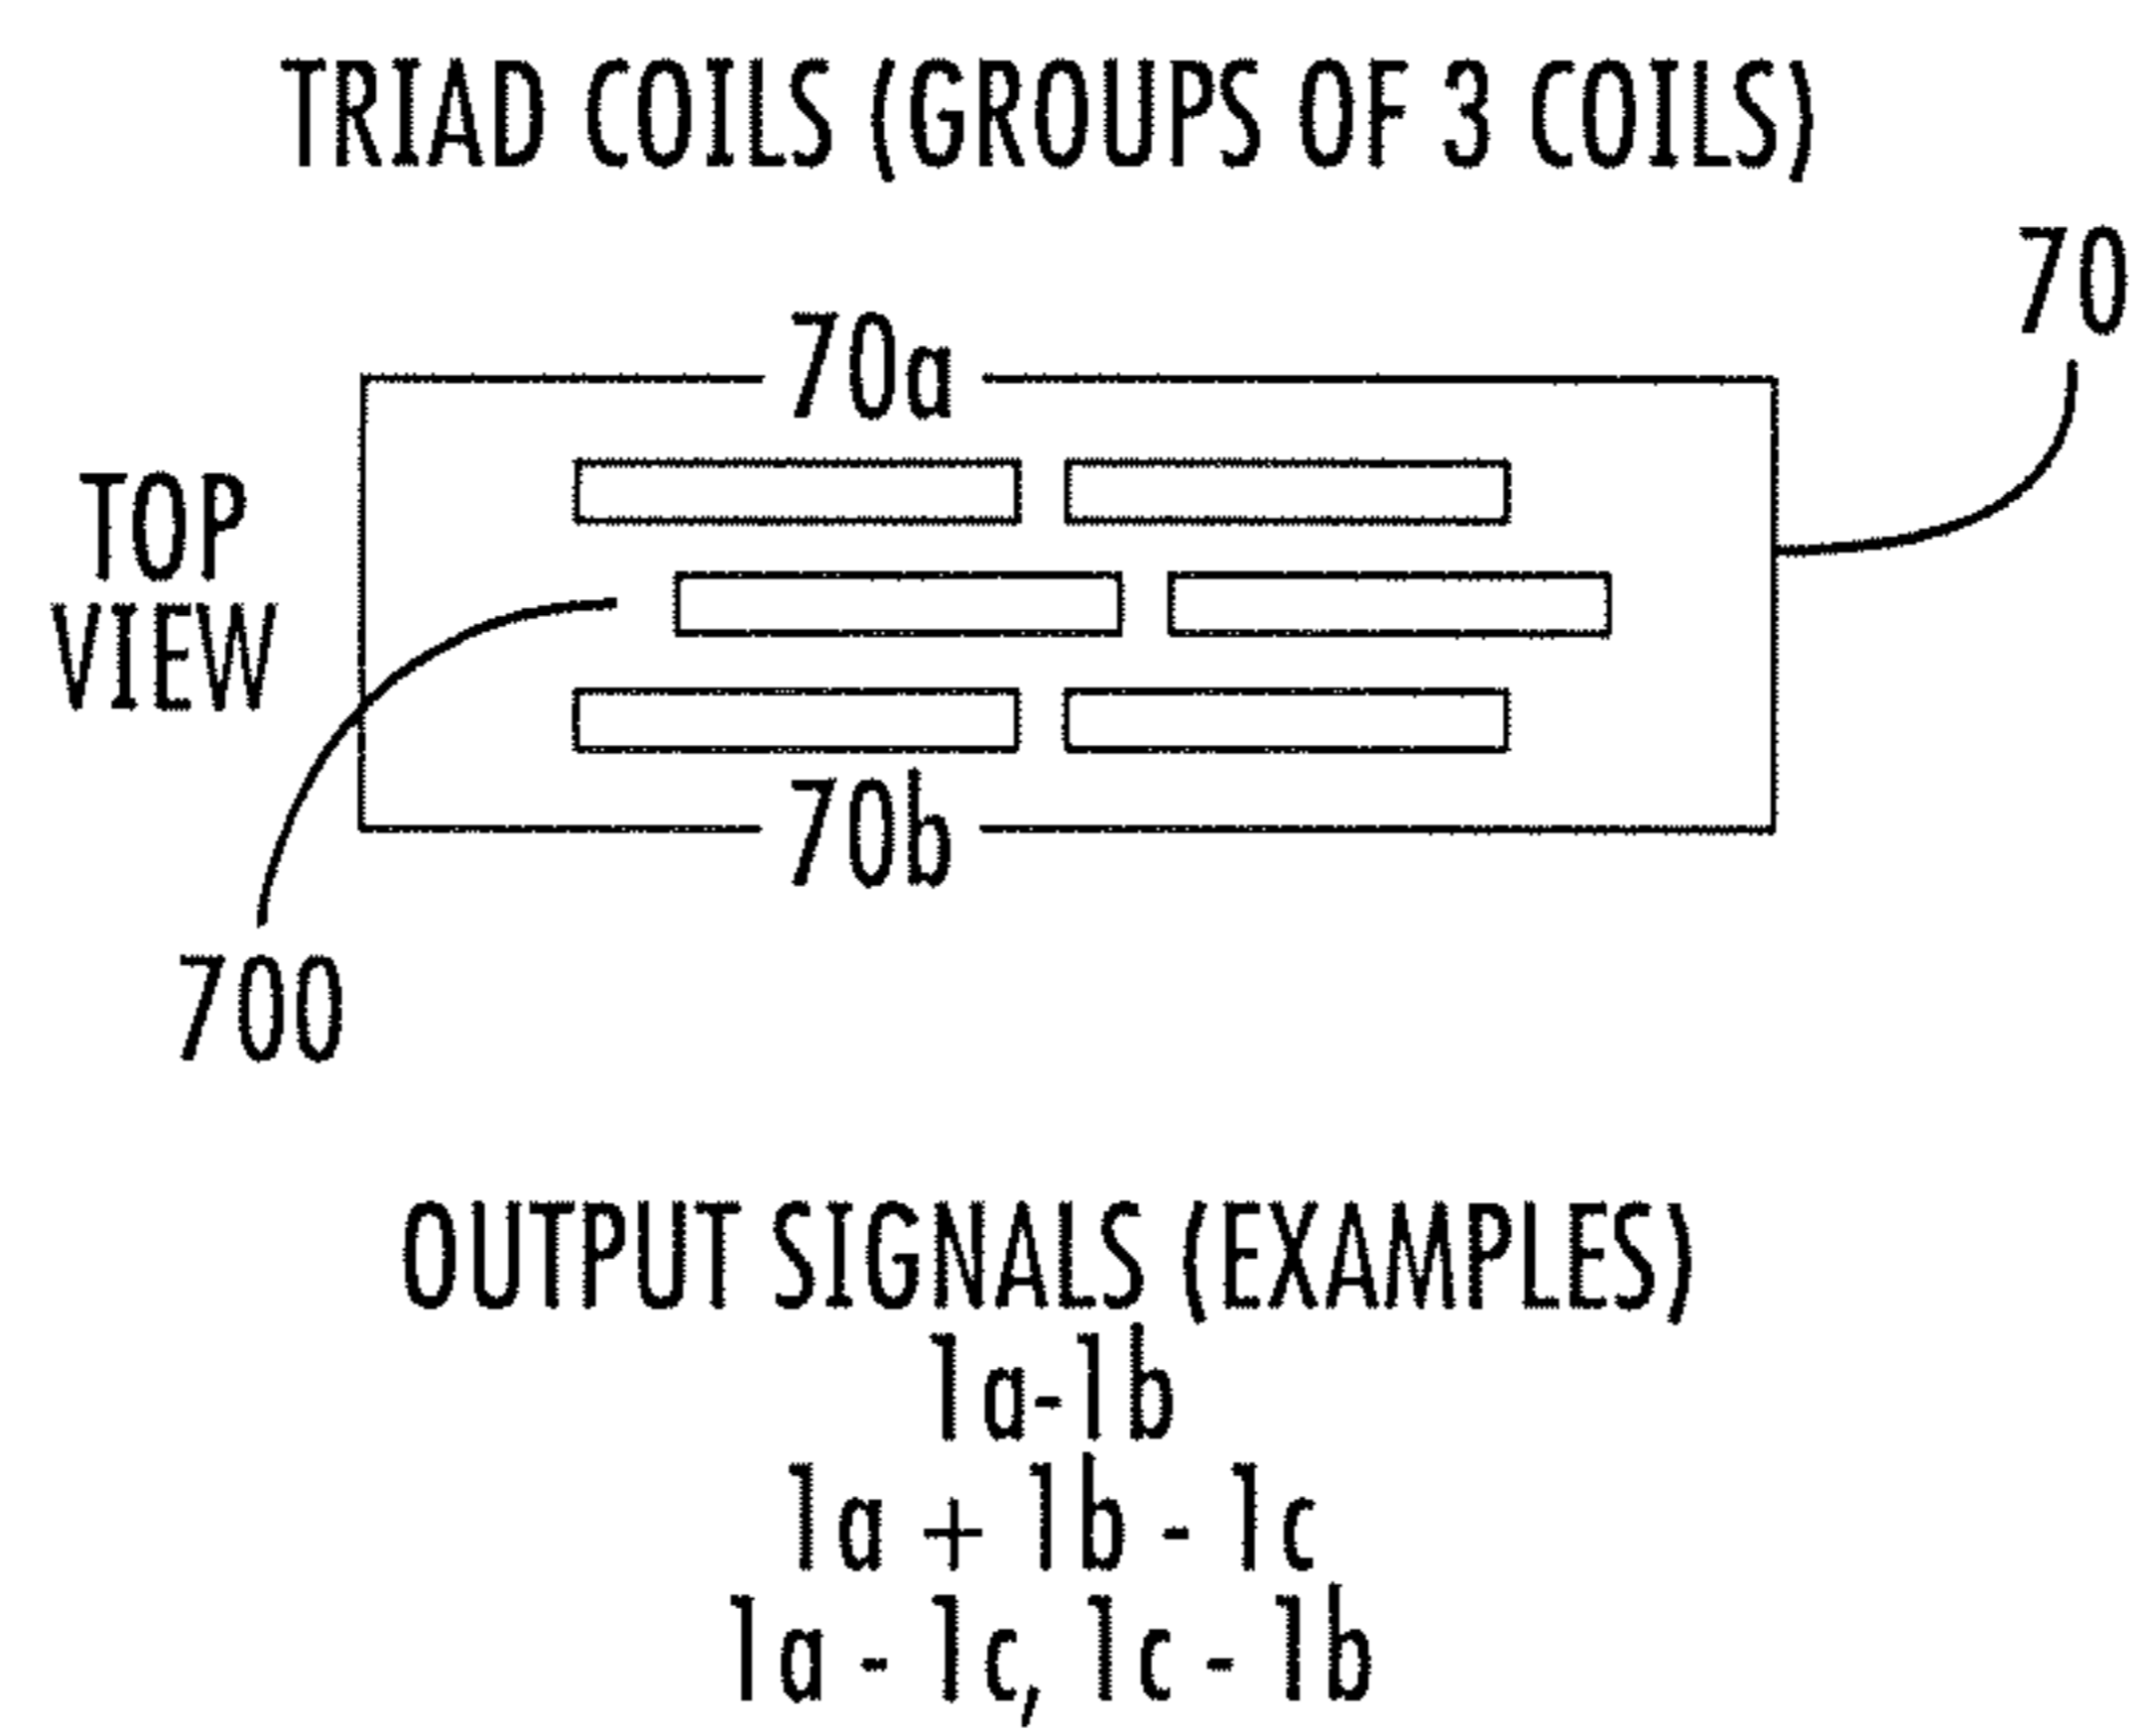 TRIAD COILS (GROUPS OF 3 COILS)
70
70a
TOP
VIEW
70b
700
OUTPUT SIGNALS (EXAMPLES)
1a-1b
1a + 1b - 1c
1a - 1c, 1c - 1b